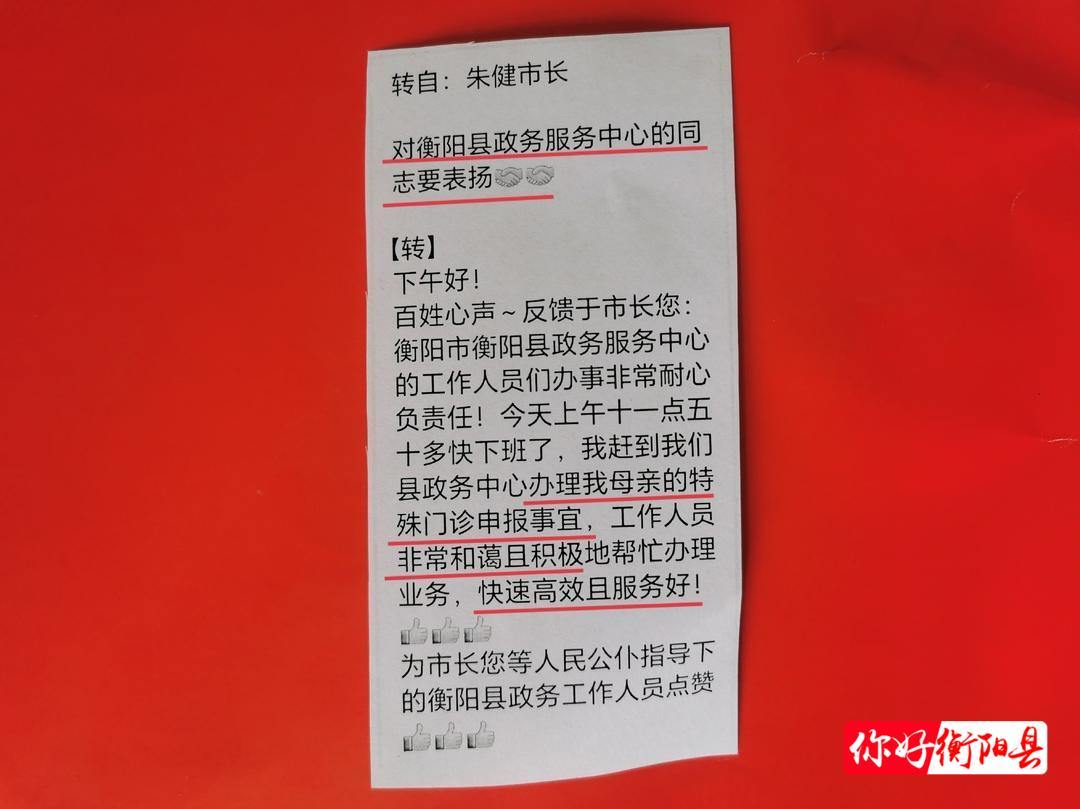 转自：朱健市长
对衡阳县政务服务中心的同
志要表扬🤝🤝
【转】
下午好！
百姓心声～反馈于市长您：
衡阳市衡阳县政务服务中心
的工作人员们办事非常耐心
负责任！今天上午十一点五
十多快下班了，我赶到我们
县政务中心办理我母亲的特
殊门诊申报事宜，工作人员
非常和蔼且积极地帮忙办理
业务，快速高效且服务好！
👍👍👍
为市长您等人民公仆指导下
的衡阳县政务工作人员点赞
👍👍👍
你好衡阳县